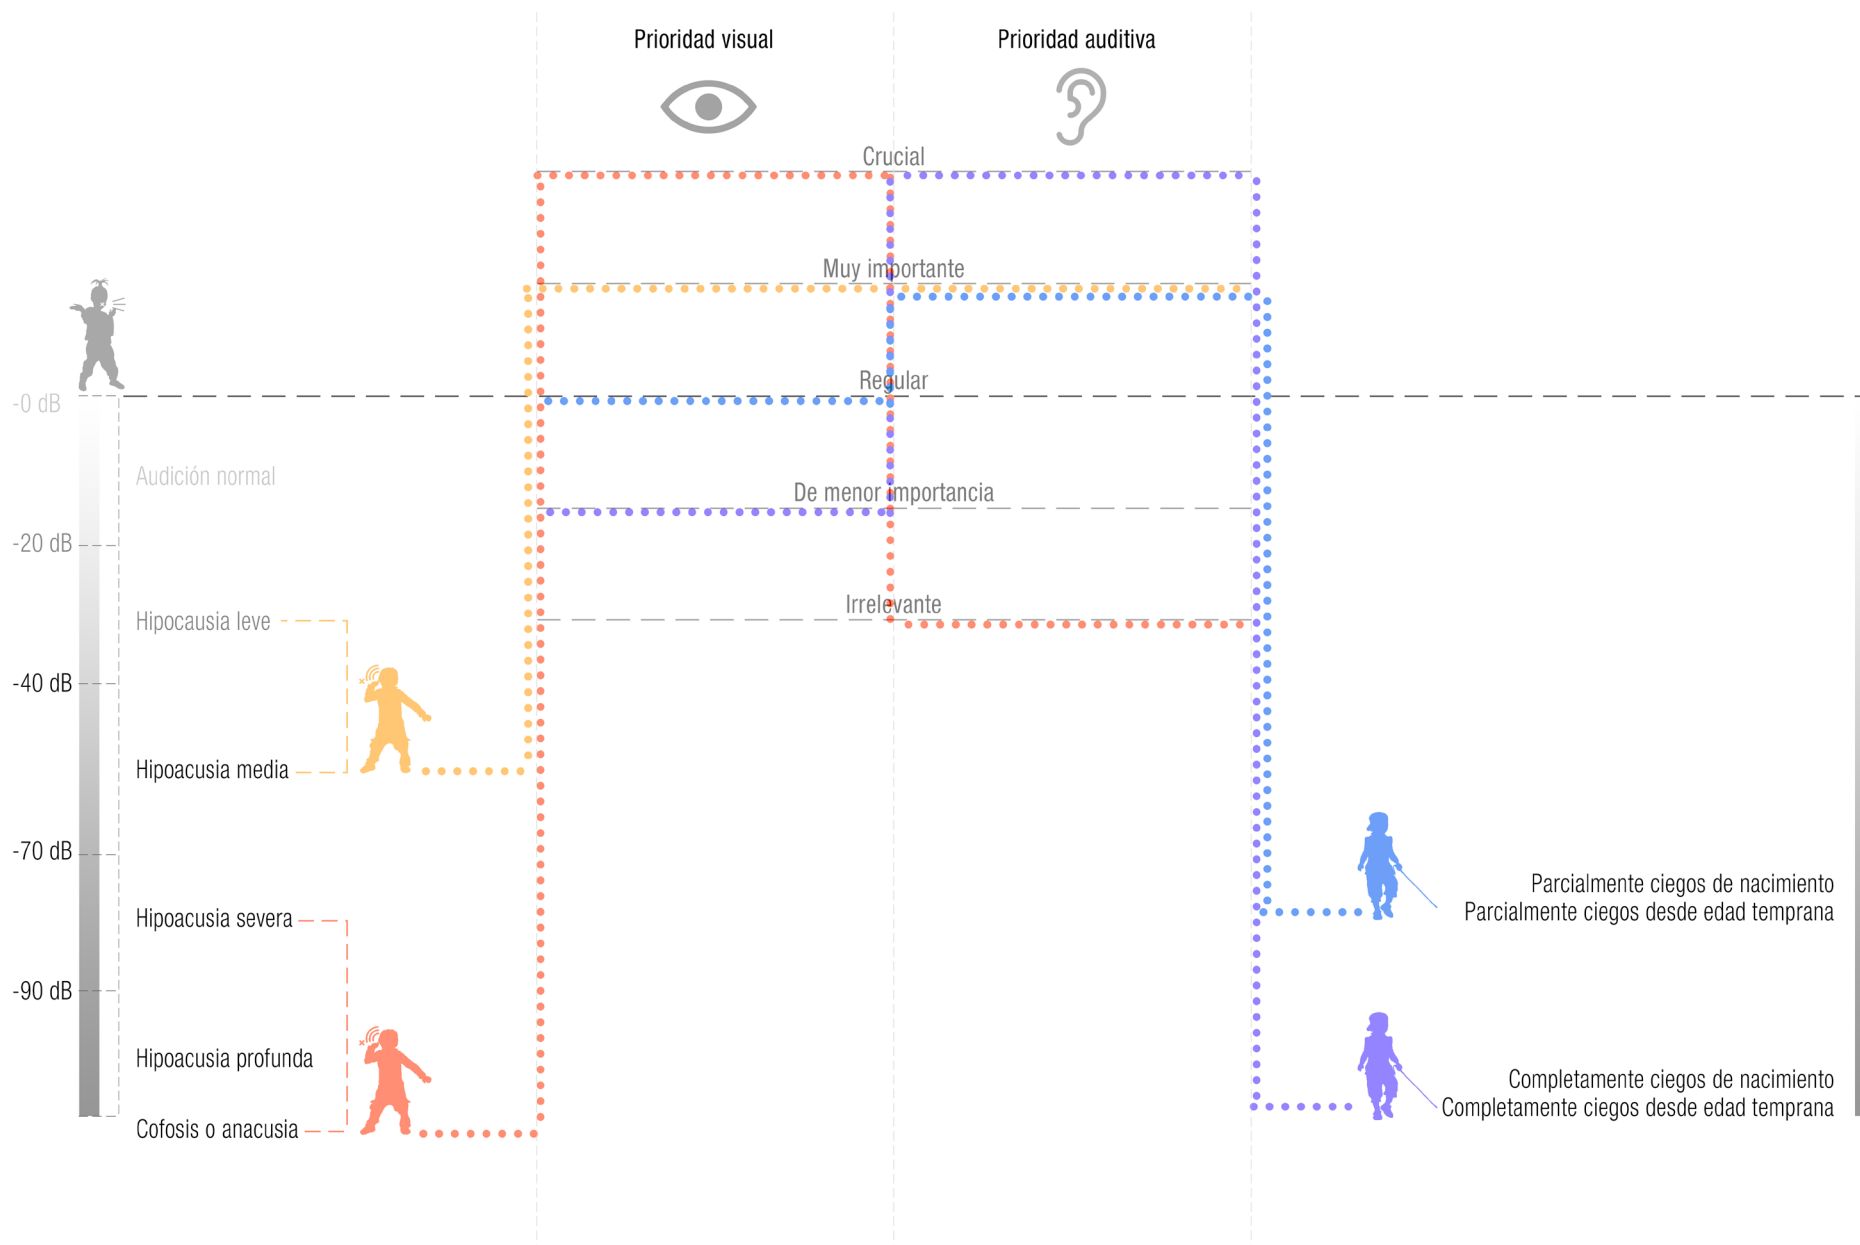 Prioridad visual
Prioridad auditiva
Crucial
Muy importante
Regular
-0 dB
Audición normal
De menor importancia
-20 dB
Irrelevante
Hipocausia leve
-40 dB
Hipoacusia media
-70 dB
Parcialmente ciegos de nacimiento
Parcialmente ciegos desde edad temprana
Hipoacusia severa
-90 dB
Hipoacusia profunda
Completamente ciegos de nacimiento
Completamente ciegos desde edad temprana
Cofosis o anacusia